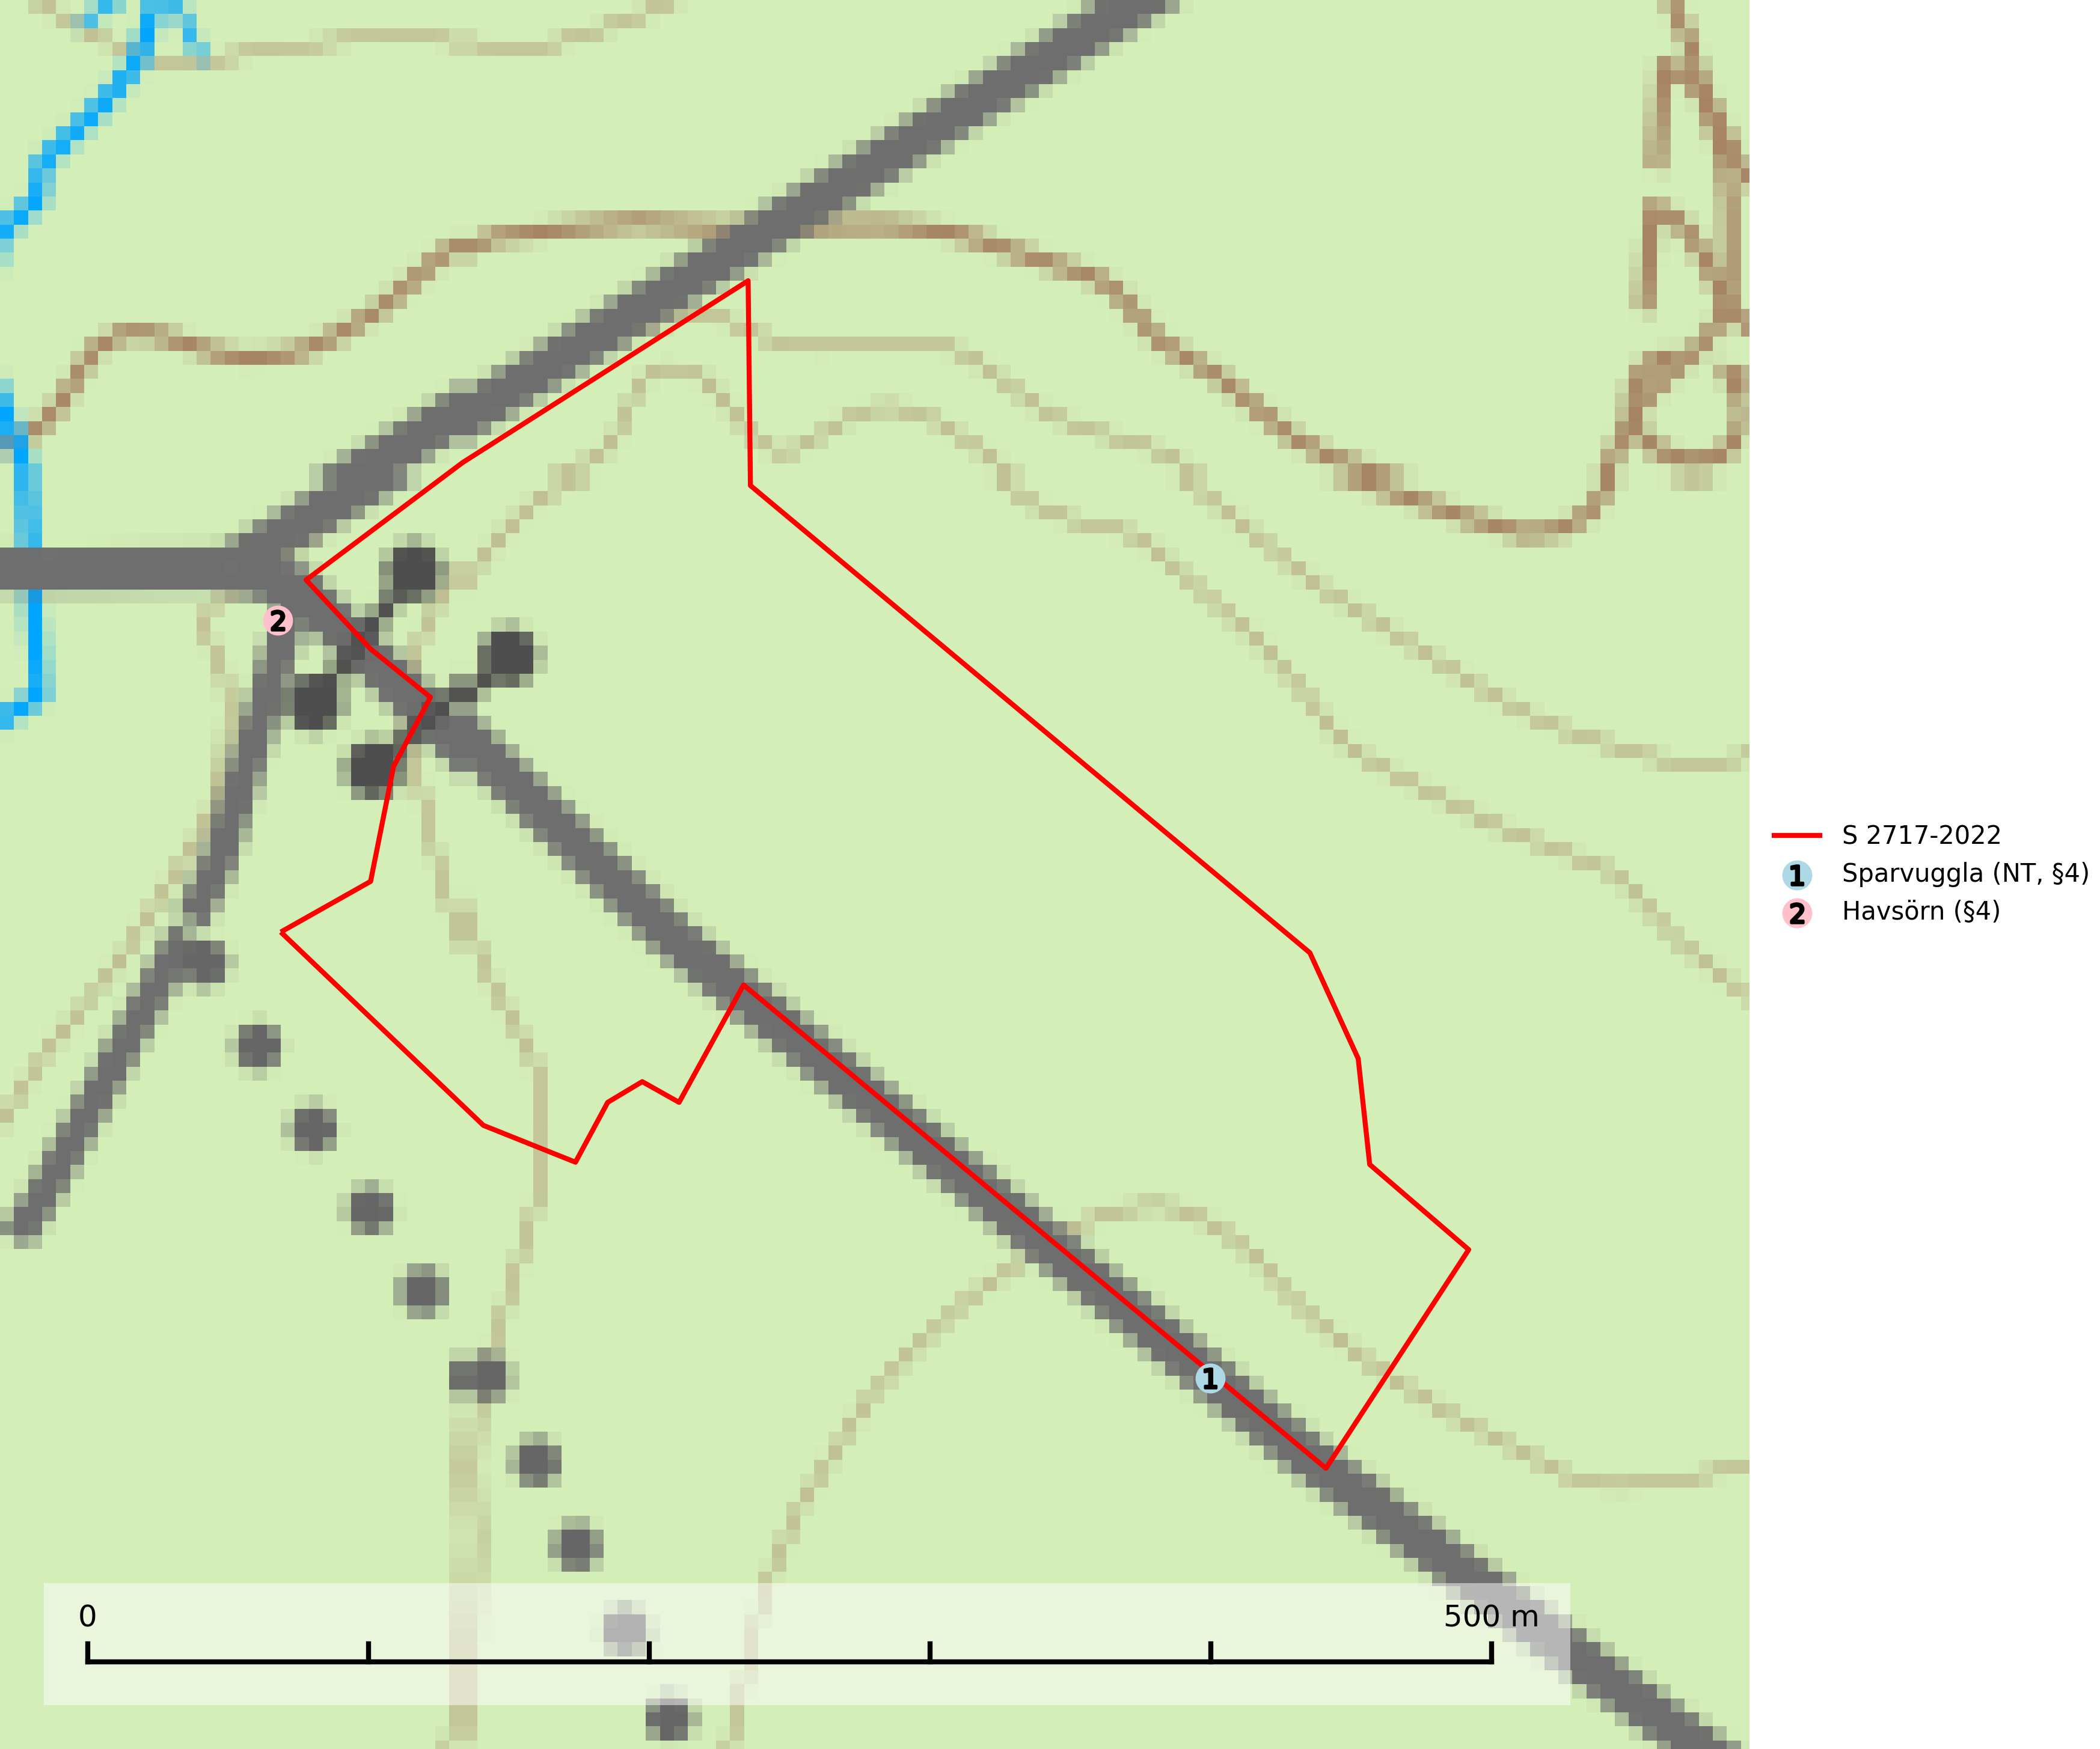 2
1
S 2717-2022
1 Sparvuggla (NT, §4)
2 Havsörn (§4)
0 500 m